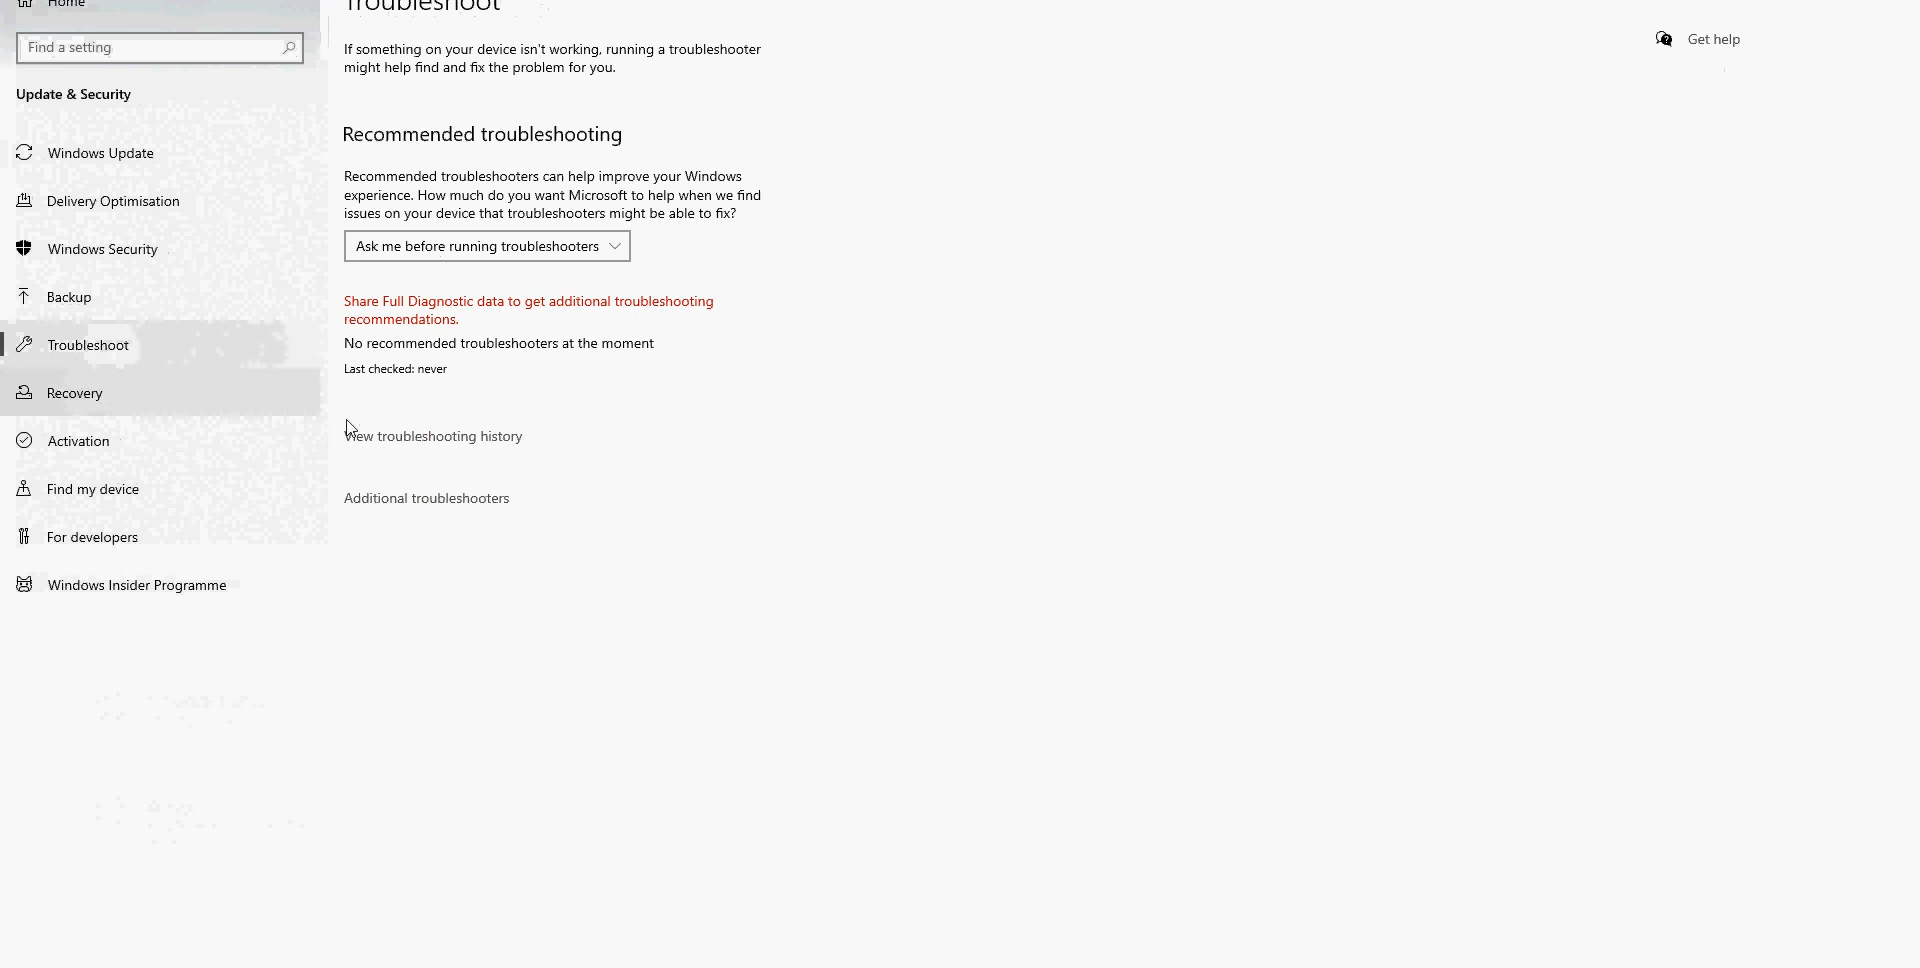 Home
Troubleshoot
Find a setting
Update & Security
Windows Update
Delivery Optimisation
Windows Security
Backup
Troubleshoot
Recovery
Activation
Find my device
For developers
Windows Insider Programme
If something on your device isn't working, running a troubleshooter
might help find and fix the problem for you.
Recommended troubleshooting
Recommended troubleshooters can help improve your Windows
experience. How much do you want Microsoft to help when we find
issues on your device that troubleshooters might be able to fix?
Ask me before running troubleshooters
Share Full Diagnostic data to get additional troubleshooting
recommendations.
No recommended troubleshooters at the moment
Last checked: never
View troubleshooting history
Additional troubleshooters
Get help